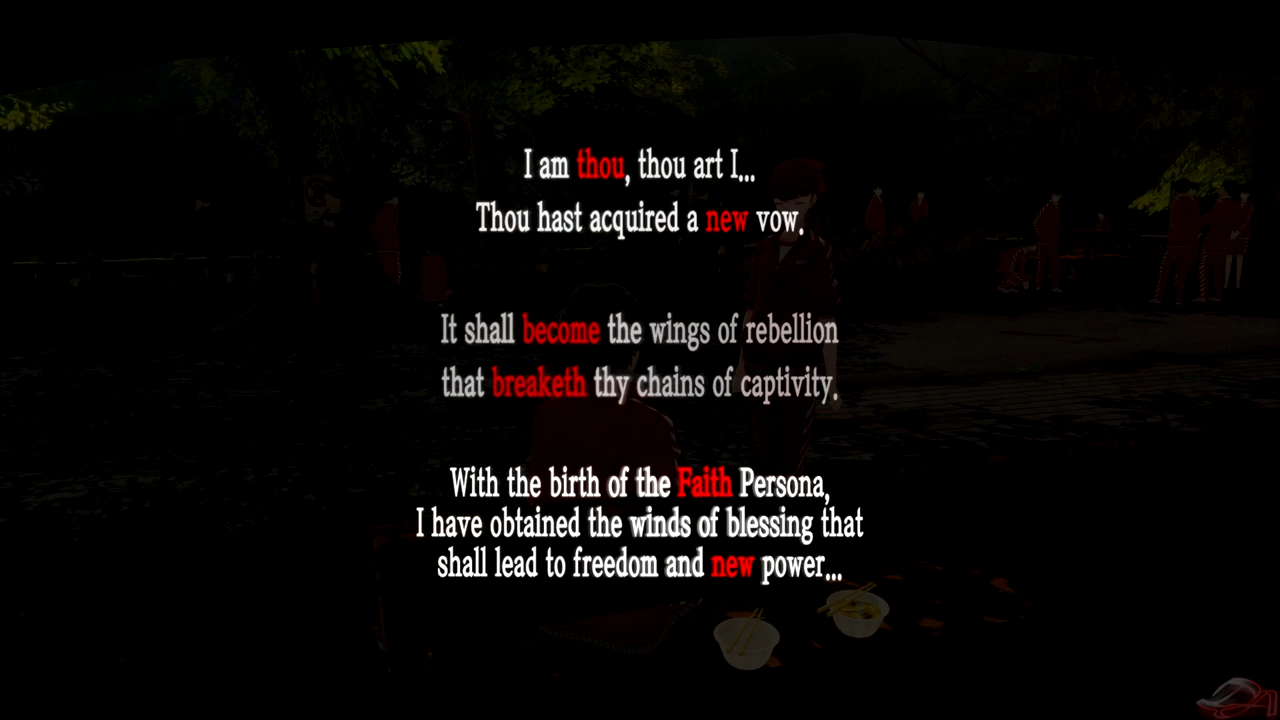 I am thou, thou art I...
Thou hast acquired a new vow.
It shall become the wings of rebellion
that breaketh thy chains of captivity.
With the birth of the Faith Persona,
I have obtained the winds of blessing that
shall lead to freedom and new power...